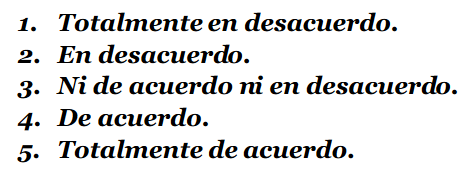 1. Totalmente en desacuerdo.
2. En desacuerdo.
3. Ni de acuerdo ni en desacuerdo.
4. De acuerdo.
5. Totalmente de acuerdo.